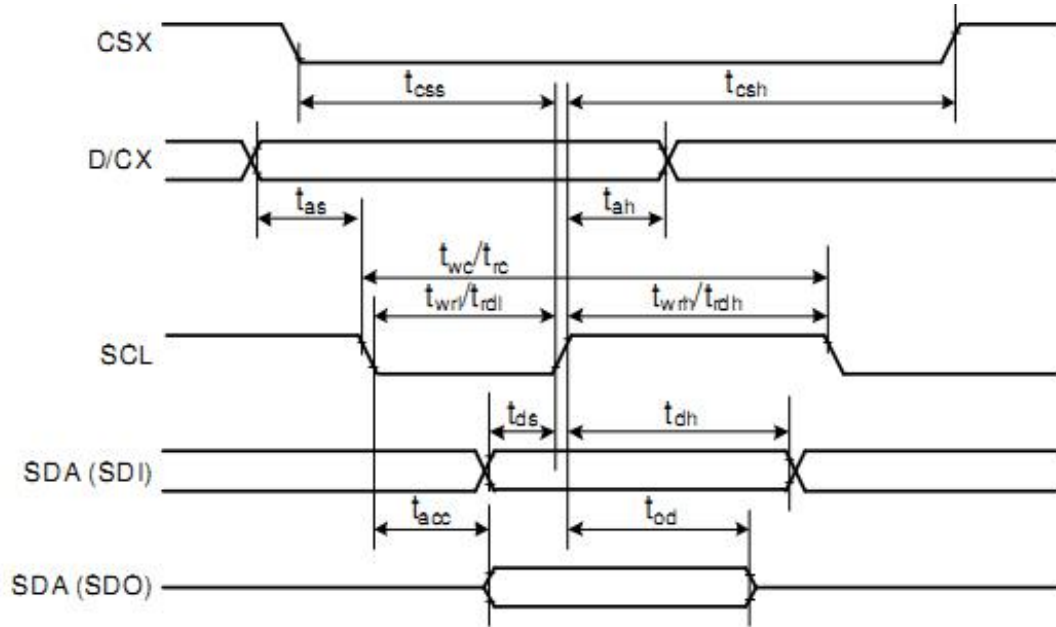 CSX
tcss
tcsh
D/CX
tas
tah
twc/trc
twrl/trdl
twrh/trdh
SCL
tds
tdh
SDA (SDI)
tacc
tod
SDA (SDO)